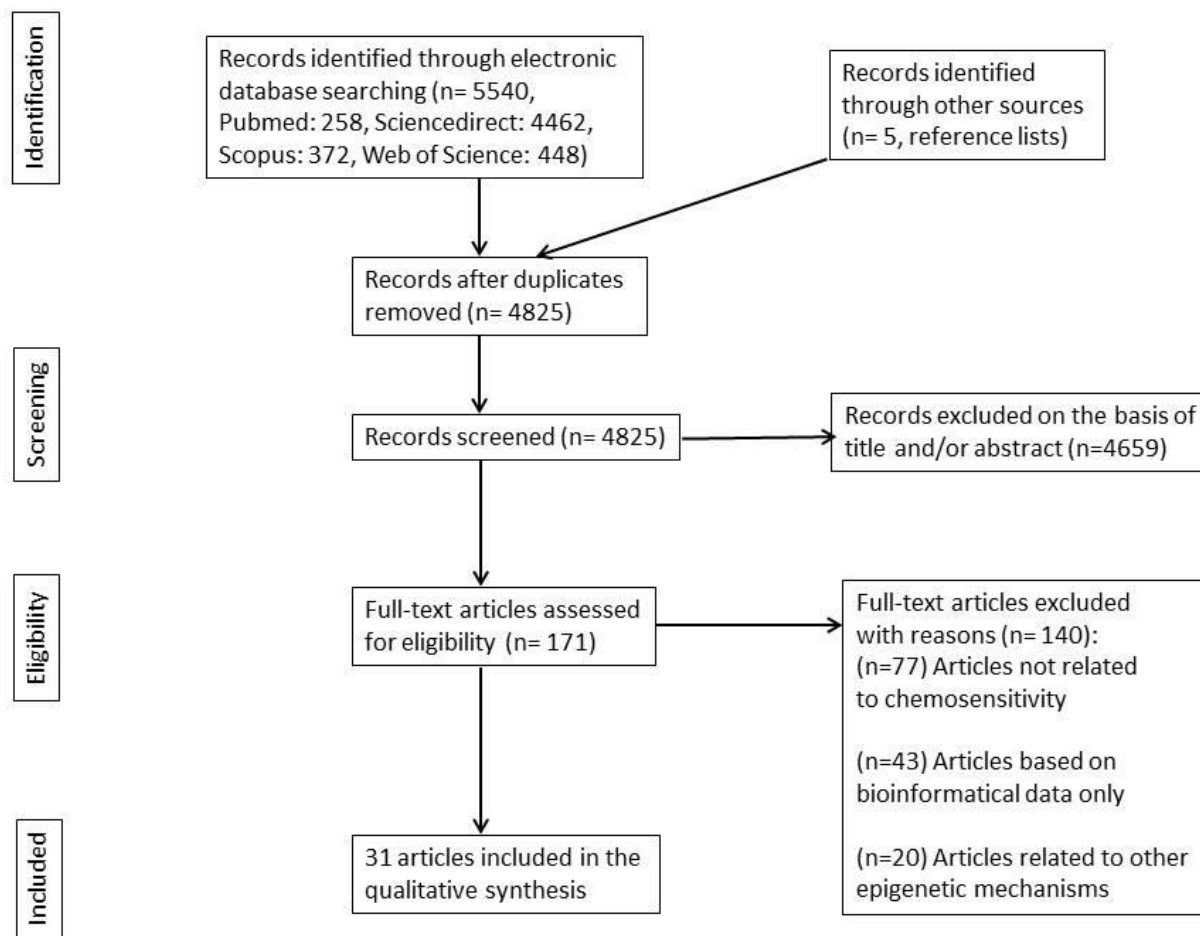 Identification
Records identified through electronic
database searching (n= 5540,
Pubmed: 258, Sciencedirect: 4462,
Scopus: 372, Web of Science: 448)
Records identified
through other sources
(n= 5, reference lists)
Records after duplicates
removed (n= 4825)
Screening
Records screened (n= 4825)
Records excluded on the basis of
title and/or abstract (n=4659)
Eligibility
Full-text articles assessed
for eligibility (n= 171)
Full-text articles excluded
with reasons (n= 140):
(n=77) Articles not related
to chemosensitivity
(n=43) Articles based on
bioinformatical data only
(n=20) Articles related to other
epigenetic mechanisms
Included
31 articles included in the
qualitative synthesis